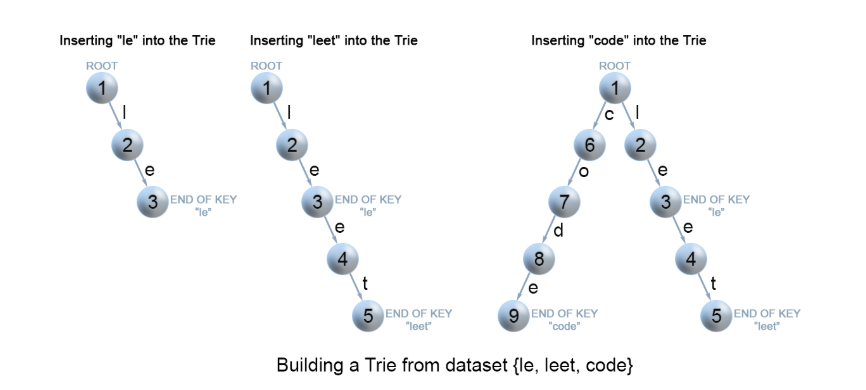 Inserting "le" into the Trie
ROOT
1
l
2
e
3
END OF KEY
"le"
Inserting "leet" into the Trie
ROOT
1
l
2
e
3
END OF KEY
"le"
e
4
t
5
END OF KEY
"leet"
Inserting "code" into the Trie
ROOT
1
c
l
6
2
o
e
7
3
END OF KEY
"le"
d
e
8
4
e
t
9
END OF KEY
"code"
5
END OF KEY
"leet"
Building a Trie from dataset {le, leet, code}